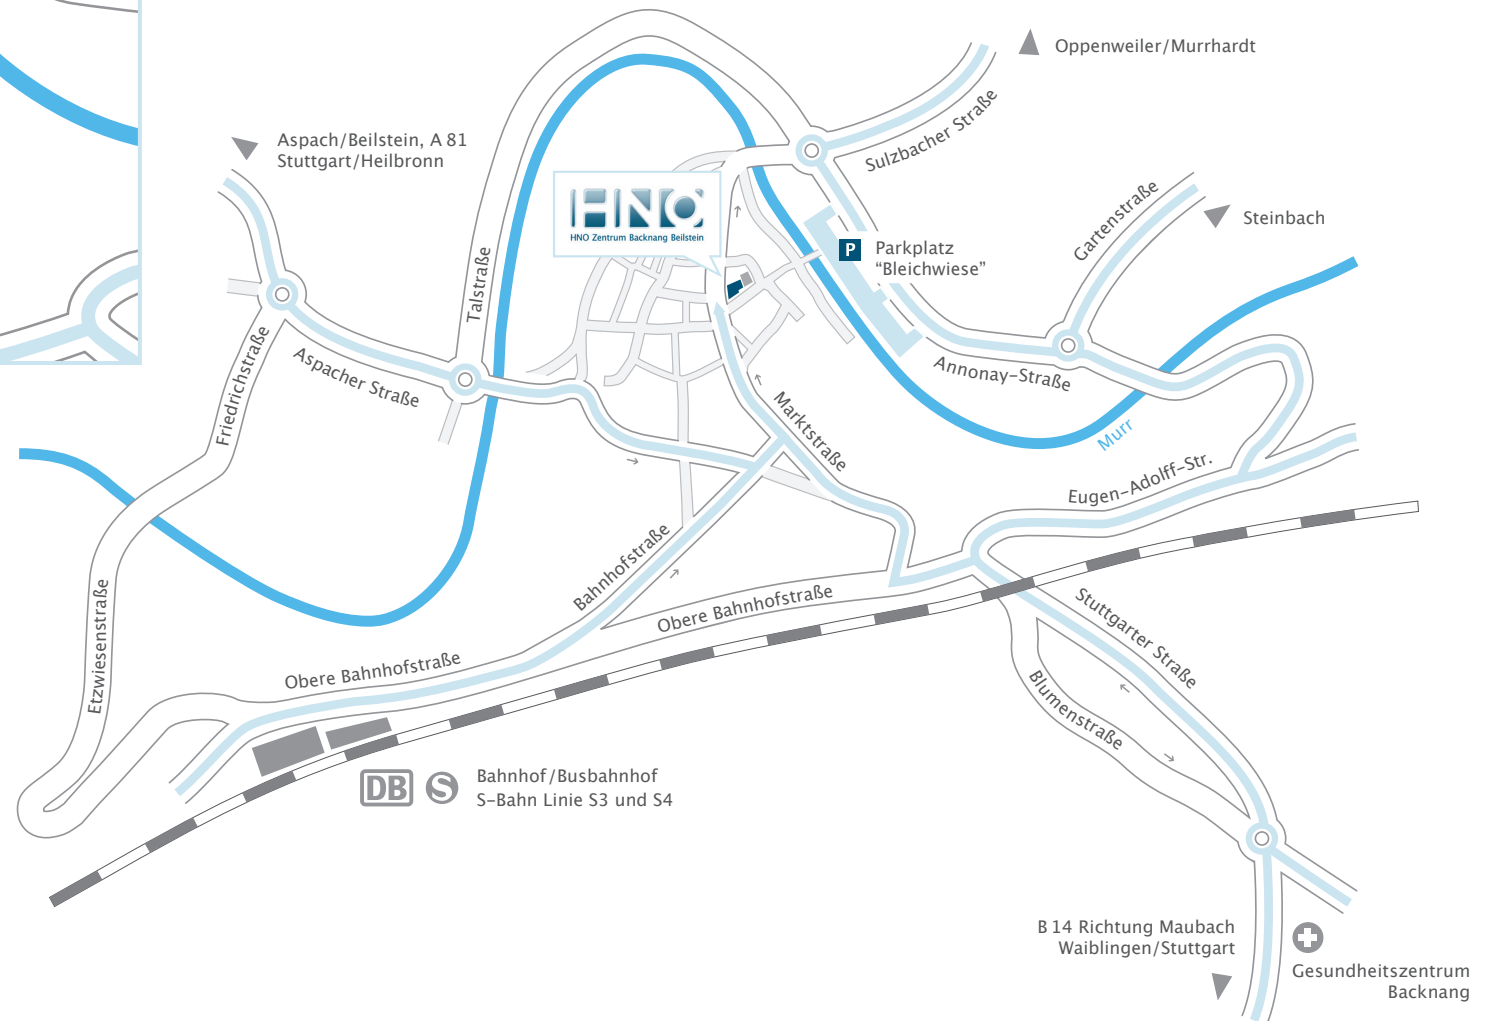 Oppenweiler/Murrhardt
Sulzbacher Straße
Aspach/Beilstein, A 81
Stuttgart/Heilbronn
HNO
HNO Zentrum Backnang Beilstein
Gartenstraße
Steinbach
P
Parkplatz
“Bleichwiese”
Talstraße
Friedrichstraße
Aspacher Straße
Annonay-Straße
Marktstraße
Murr
Eugen-Adolff-Str.
Bahnhofstraße
Obere Bahnhofstraße
Etzwiesenstraße
Obere Bahnhofstraße
Stuttgarter Straße
Blumenstraße
DB
S
Bahnhof/Busbahnhof
S-Bahn Linie S3 und S4
B 14 Richtung Maubach
Waiblingen/Stuttgart
Gesundheitszentrum
Backnang